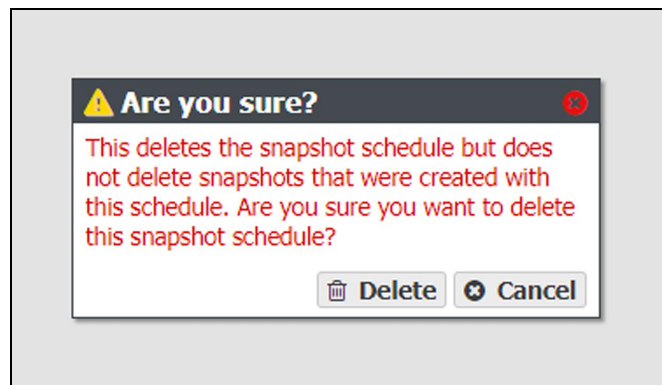 Are you sure?
This deletes the snapshot schedule but does
not delete snapshots that were created with
this schedule. Are you sure you want to delete
this snapshot schedule?
Delete Cancel